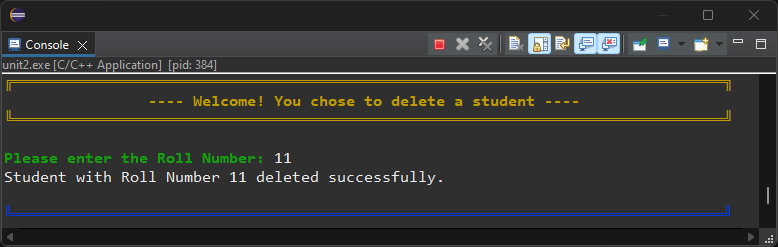 Console
unit2.exe [C/C++ Application] [pid: 384]
---- Welcome! You chose to delete a student ----
Please enter the Roll Number: 11
Student with Roll Number 11 deleted successfully.